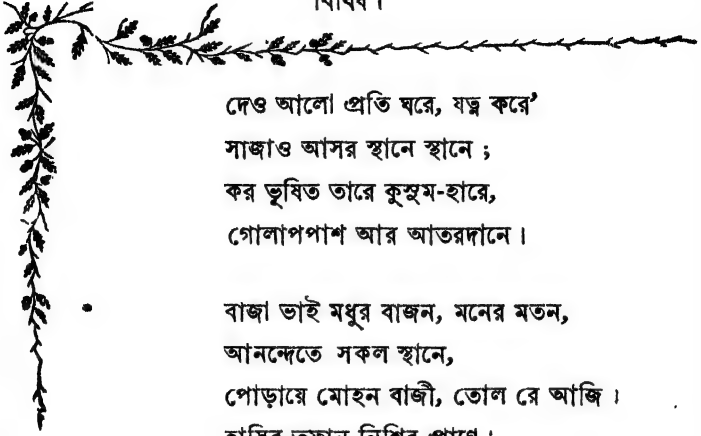 বিবিধ।
দেও আলো প্রতি ঘরে, যত্ন করে’
সাজাও আসর স্থানে স্থানে ;
কর ভূষিত তারে কুসুম-হারে,
গোলাপপাশ আর আতরদানে।
বাজা ভাই মধুর বাজন, মনের মতন,
আনন্দেতে সকল স্থানে,
পোড়ায়ে মোহন বাজী, তোল রে আজি।
হাসির তুফান নিশির প্রাণে।